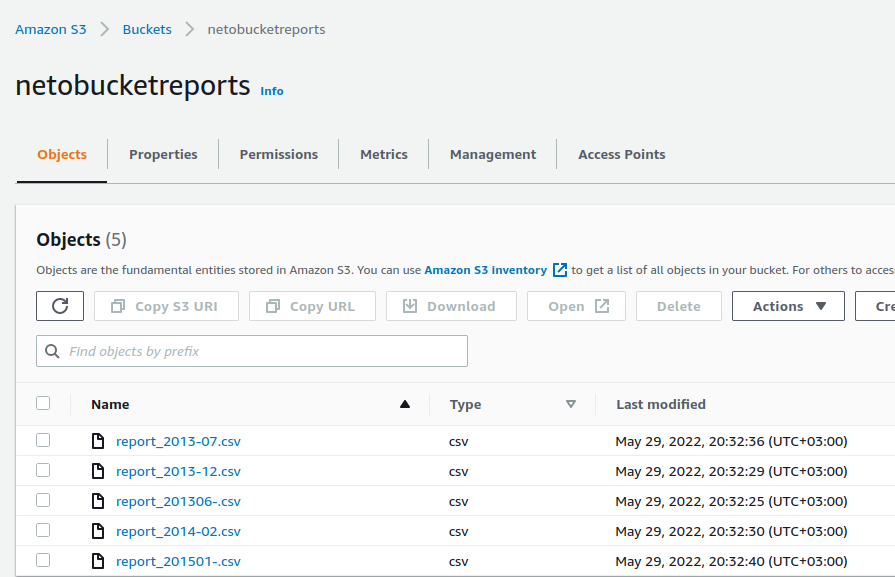 Amazon S3 > Buckets > netobucketreports
netobucketreports Info
Objects Properties Permissions Metrics Management Access Points
Objects (5)
Objects are the fundamental entities stored in Amazon S3. You can use Amazon S3 inventory to get a list of all objects in your bucket. For others to acces
Copy S3 URI Copy URL Download Open Delete Actions Cre
Find objects by prefix
Name Type Last modified
report_2013-07.csv csv May 29, 2022, 20:32:36 (UTC+03:00)
report_2013-12.csv csv May 29, 2022, 20:32:29 (UTC+03:00)
report_201306-.csv csv May 29, 2022, 20:32:25 (UTC+03:00)
report_2014-02.csv csv May 29, 2022, 20:32:30 (UTC+03:00)
report_201501-.csv csv May 29, 2022, 20:32:40 (UTC+03:00)